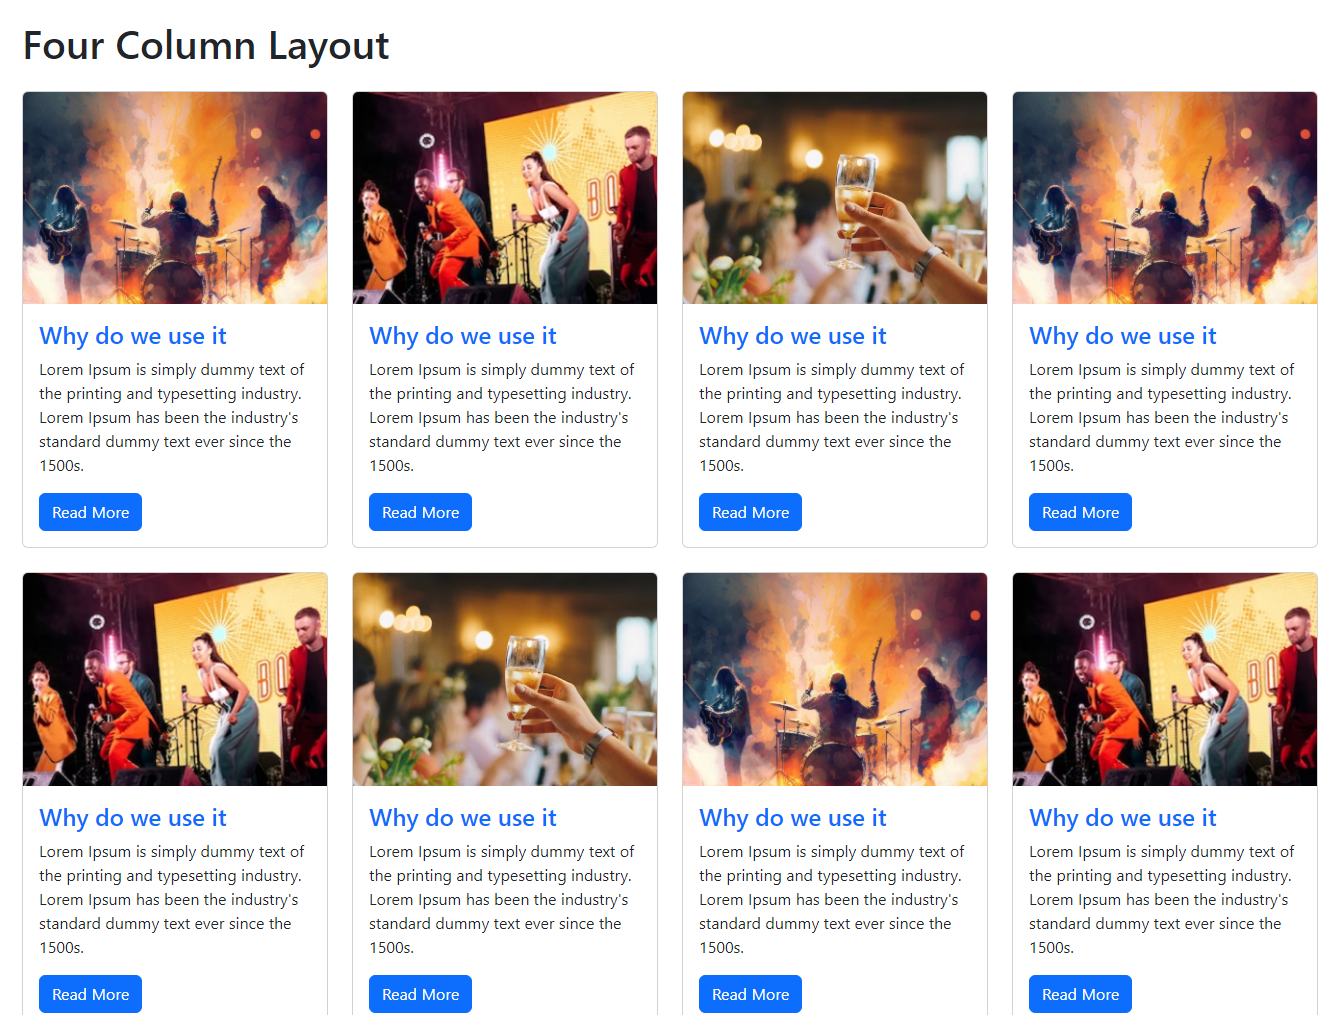 Four Column Layout
BO
Why do we use it
Lorem Ipsum is simply dummy text of
the printing and typesetting industry.
Lorem Ipsum has been the industry's
standard dummy text ever since the
1500s.
Read More
Why do we use it
Lorem Ipsum is simply dummy text of
the printing and typesetting industry.
Lorem Ipsum has been the industry's
standard dummy text ever since the
1500s.
Read More
Why do we use it
Lorem Ipsum is simply dummy text of
the printing and typesetting industry.
Lorem Ipsum has been the industry's
standard dummy text ever since the
1500s.
Read More
Why do we use it
Lorem Ipsum is simply dummy text of
the printing and typesetting industry.
Lorem Ipsum has been the industry's
standard dummy text ever since the
1500s.
Read More
BO
BO
Why do we use it
Lorem Ipsum is simply dummy text of
the printing and typesetting industry.
Lorem Ipsum has been the industry's
standard dummy text ever since the
1500s.
Read More
Why do we use it
Lorem Ipsum is simply dummy text of
the printing and typesetting industry.
Lorem Ipsum has been the industry's
standard dummy text ever since the
1500s.
Read More
Why do we use it
Lorem Ipsum is simply dummy text of
the printing and typesetting industry.
Lorem Ipsum has been the industry's
standard dummy text ever since the
1500s.
Read More
Why do we use it
Lorem Ipsum is simply dummy text of
the printing and typesetting industry.
Lorem Ipsum has been the industry's
standard dummy text ever since the
1500s.
Read More